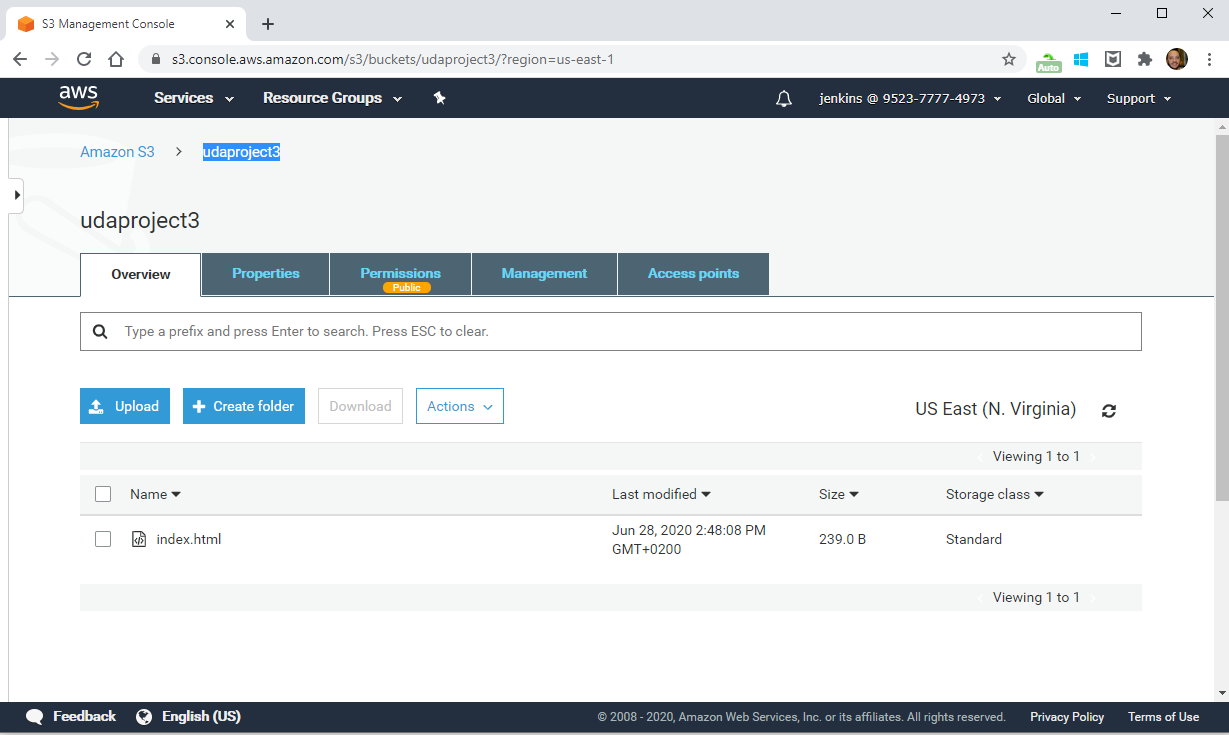 S3 Management Console
s3.console.aws.amazon.com/s3/buckets/udaproject3/?region=us-east-1
Auto
aws Services Resource Groups jenkins @ 9523-7777-4973 Global Support
Amazon S3 udaproject3
udaproject3
Overview Properties Permissions Management Access points
Public
Type a prefix and press Enter to search. Press ESC to clear.
Upload Create folder Download Actions US East (N. Virginia)
Viewing 1 to 1
Name Last modified Size Storage class
index.html Jun 28, 2020 2:48:08 PM 239.0 B Standard
GMT+0200
Viewing 1 to 1
Feedback English (US) © 2008 - 2020, Amazon Web Services, Inc. or its affiliates. All rights reserved. Privacy Policy Terms of Use